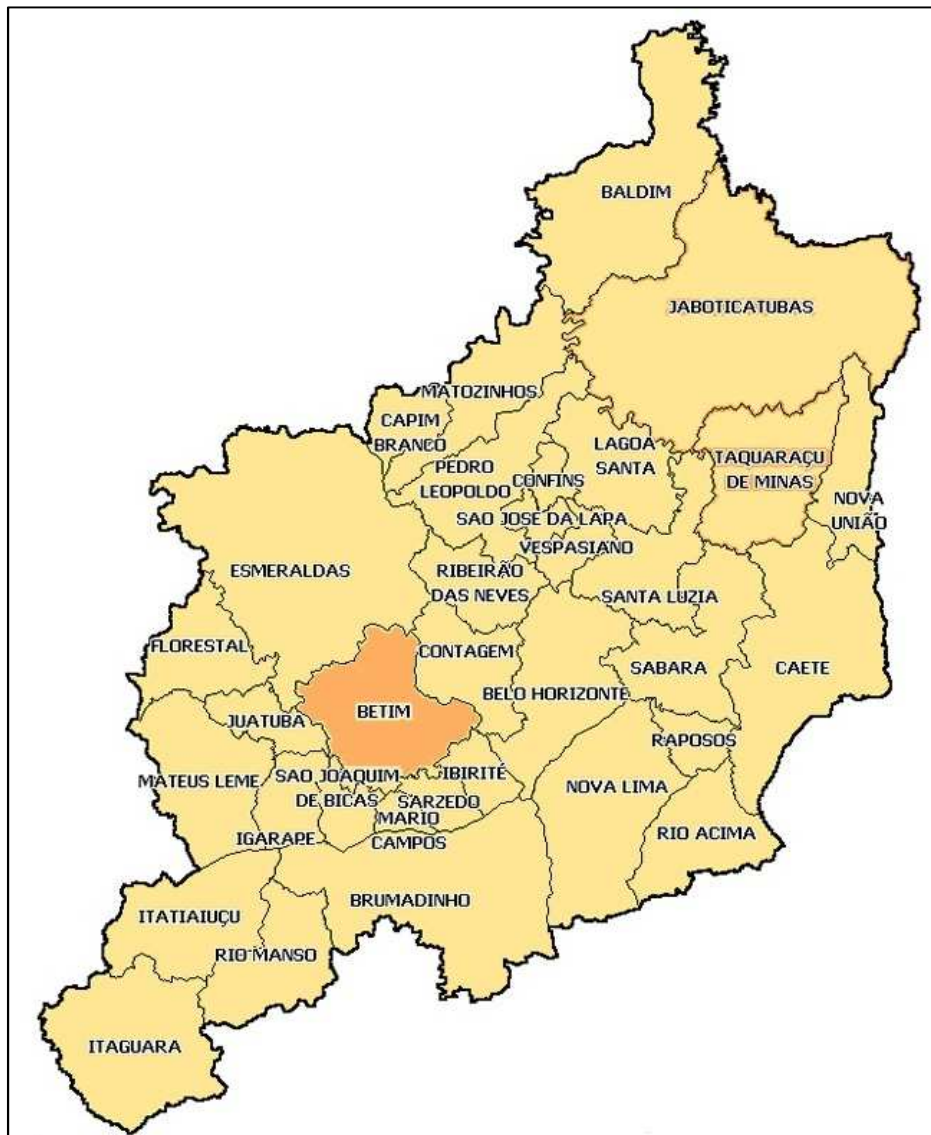 BALDIM
JABOTICATUBAS
MATOZINHOS
CAPIM
BRANCO
LAGOA
SANTA
TAQUARAÇU
DE MINAS
PEDRO
LEOPOLDO
CONFINS
NOVA
UNIÃO
SAO JOSE DA LAPA
VESPASIANO
ESMERALDAS
RIBEIRÃO
DAS NEVES
SANTA LUZIA
FLORESTAL
CONTAGEM
SABARA
CAETE
BELO HORIZONTE
BETIM
JUATUBA
RAPOSOS
MATEUS LEME
SAO JOAQUIM
DE BICAS
IBIRITÉ
NOVA LIMA
SARZEDO
MARIO
CAMPOS
IGARAPE
RIO ACIMA
BRUMADINHO
ITATIAIUÇU
RIO MANSO
ITAGUARA